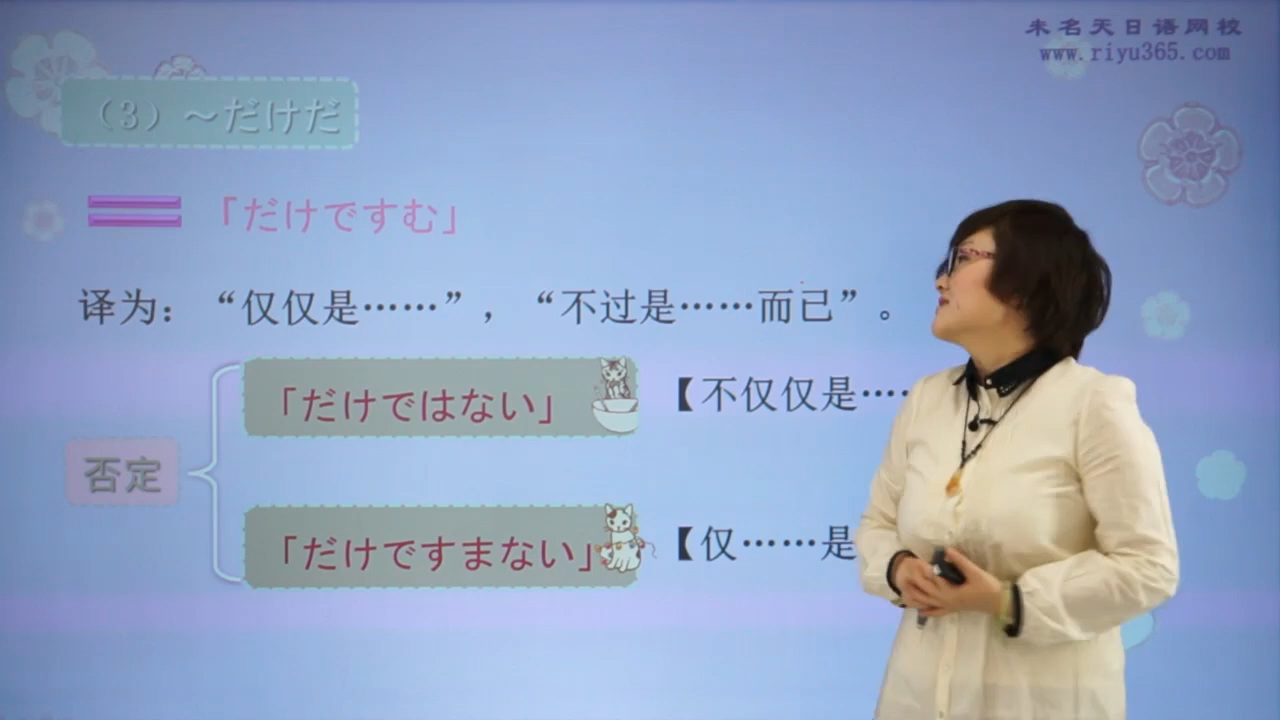 未名天日语网校
www.riyu365.com
（3）～だけだ
「だけですむ」
译为：“仅仅是……”，“不过是……而已”。
否定
「だけではない」
【不仅仅是…
「だけですまない」
【仅……是